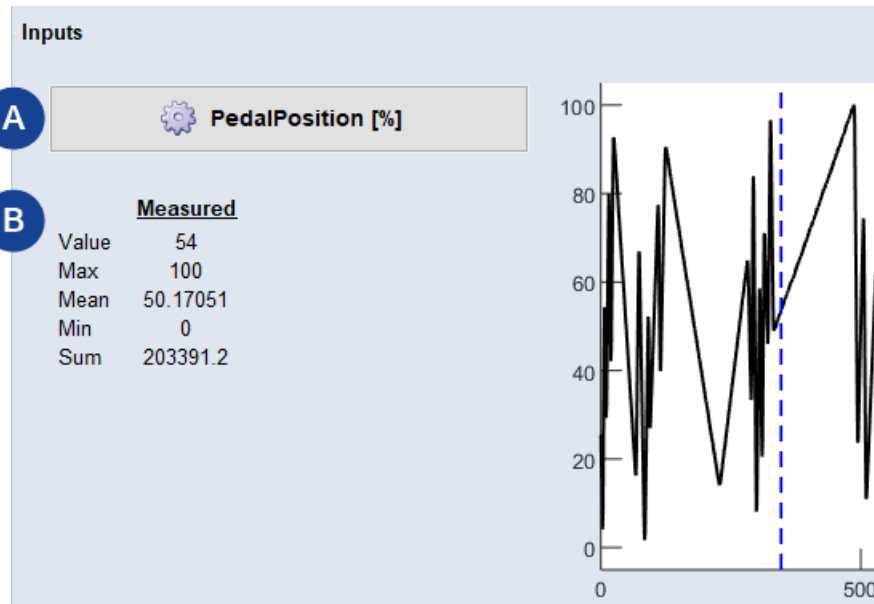 Inputs
A
PedalPosition [%]
B
Measured
Value 54
Max 100
Mean 50.17051
Min 0
Sum 203391.2
100
80
60
40
20
0
0
500